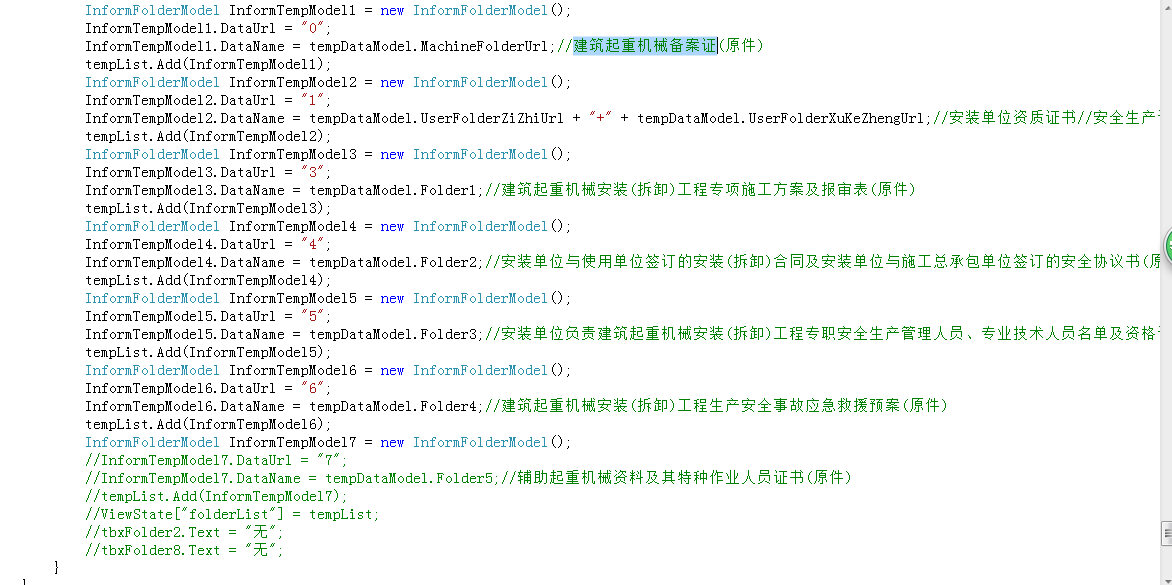 InformFolderModel InformTempModel1 = new InformFolderModel();
InformTempModel1.DataUrl = "0";
InformTempModel1.DataName = tempDataModel.MachineFolderUrl;//建筑起重机械备案证(原件)
tempList.Add(InformTempModel1);
InformFolderModel InformTempModel2 = new InformFolderModel();
InformTempModel2.DataUrl = "1";
InformTempModel2.DataName = tempDataModel.UserFolderZiZhiUrl + "+" + tempDataModel.UserFolderXuKeZhengUrl;//安装单位资质证书//安全生产
tempList.Add(InformTempModel2);
InformFolderModel InformTempModel3 = new InformFolderModel();
InformTempModel3.DataUrl = "3";
InformTempModel3.DataName = tempDataModel.Folder1;//建筑起重机械安装(拆卸)工程专项施工方案及报审表(原件)
tempList.Add(InformTempModel3);
InformFolderModel InformTempModel4 = new InformFolderModel();
InformTempModel4.DataUrl = "4";
InformTempModel4.DataName = tempDataModel.Folder2;//安装单位与使用单位签订的安装(拆卸)合同及安装单位与施工总承包单位签订的安全协议书(原
tempList.Add(InformTempModel4);
InformFolderModel InformTempModel5 = new InformFolderModel();
InformTempModel5.DataUrl = "5";
InformTempModel5.DataName = tempDataModel.Folder3;//安装单位负责建筑起重机械安装(拆卸)工程专职安全生产管理人员、专业技术人员名单及资格
tempList.Add(InformTempModel5);
InformFolderModel InformTempModel6 = new InformFolderModel();
InformTempModel6.DataUrl = "6";
InformTempModel6.DataName = tempDataModel.Folder4;//建筑起重机械安装(拆卸)工程生产安全事故应急救援预案(原件)
tempList.Add(InformTempModel6);
InformFolderModel InformTempModel7 = new InformFolderModel();
//InformTempModel7.DataUrl = "7";
//InformTempModel7.DataName = tempDataModel.Folder5;//辅助起重机械资料及其特种作业人员证书(原件)
//tempList.Add(InformTempModel7);
//ViewState["folderList"] = tempList;
//tbxFolder2.Text = "无";
//tbxFolder8.Text = "无";
}